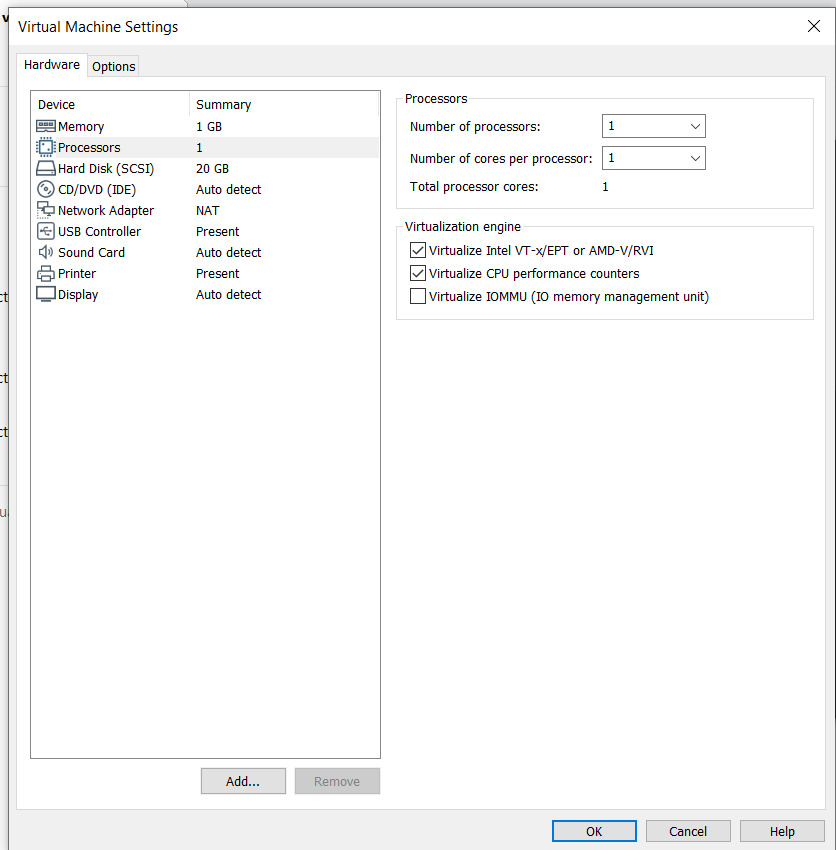 Virtual Machine Settings
Hardware
Options
Device Summary
Memory 1 GB
Processors 1
Hard Disk (SCSI) 20 GB
CD/DVD (IDE) Auto detect
Network Adapter NAT
USB Controller Present
Sound Card Auto detect
Printer Present
Display Auto detect
Add...
Remove
Processors
Number of processors: 1
Number of cores per processor: 1
Total processor cores: 1
Virtualization engine
Virtualize Intel VT-x/EPT or AMD-V/RVI
Virtualize CPU performance counters
Virtualize IOMMU (IO memory management unit)
OK
Cancel
Help